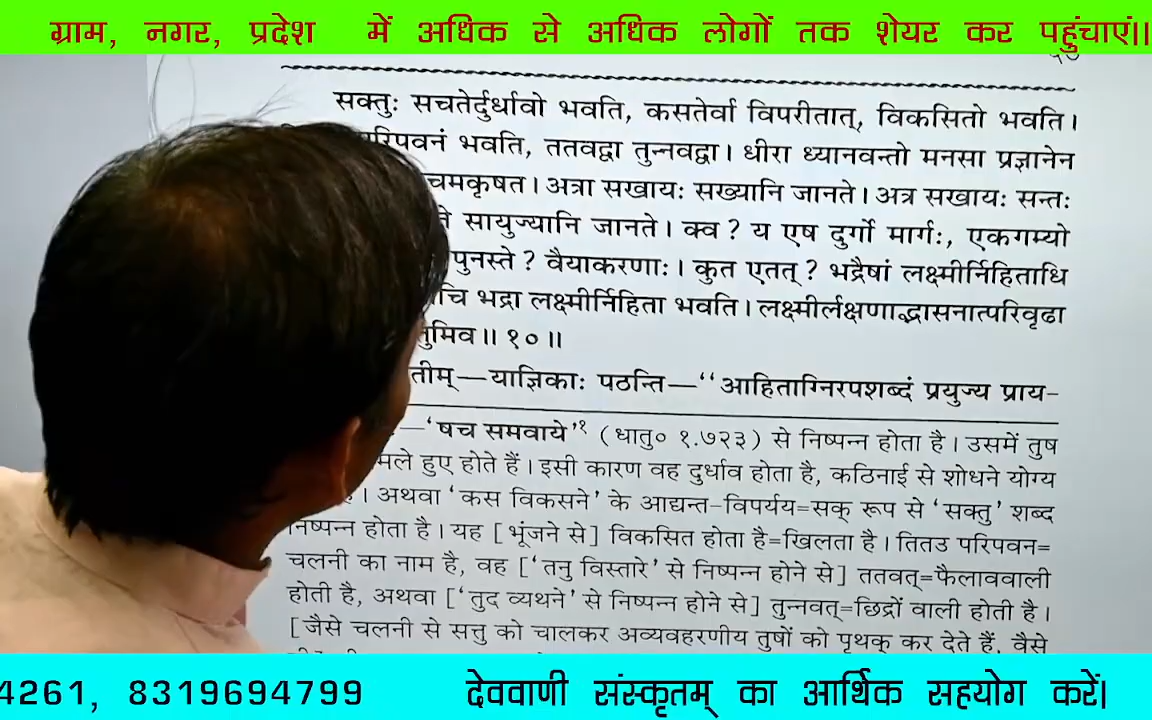 ग्राम, नगर, प्रदेश में अधिक से अधिक लोगों तक शेयर कर पहुंचाएं।।
सक्तुः सचतेर्दुर्धावो भवति, कसतेर्वा विपरीतात्, विकसितो भवति।
परिपवनं भवति, ततवद्वा तुन्नवद्वा। धीरा ध्यानवन्तो मनसा प्रज्ञानेन
चमकृषत। अत्रा सखायः सख्यानि जानते। अत्र सखायः सन्तः
सायुज्यानि जानते। क्व? य एष दुर्गो मार्गः, एकगम्यो
पुनस्ते? वैयाकरणाः। कुत एतत्? भद्रैषां लक्ष्मीर्निहिताधि
चि भद्रा लक्ष्मीर्निहिता भवति। लक्ष्मीर्लक्षणाद्भासनात्परिवृढा
तुमिव॥ १०॥
तीम्—याज्ञिकाः पठन्ति—‘‘आहिताग्निरपशब्दं प्रयुज्य प्राय-
—‘षच समवाये’१ (धातु० १.७२३) से निष्पन्न होता है। उसमें तुष
मिले हुए होते हैं। इसी कारण वह दुर्धाव होता है, कठिनाई से शोधने योग्य
है। अथवा ‘कस विकसने’ के आद्यन्त-विपर्यय=सक् रूप से ‘सक्तु’ शब्द
निष्पन्न होता है। यह [भूंजने से] विकसित होता है=खिलता है। तितउ परिपवन=
चलनी का नाम है, वह [‘तनु विस्तारे’ से निष्पन्न होने से] ततवत्=फैलाववाली
होती है, अथवा [‘तुद व्यथने’ से निष्पन्न होने से] तुन्नवत्=छिद्रों वाली होती है।
[जैसे चलनी से सत्तु को चालकर अव्यवहरणीय तुषों को पृथक् कर देते हैं, वैसे
4261, 8319694799 देववाणी संस्कृतम् का आर्थिक सहयोग करें।